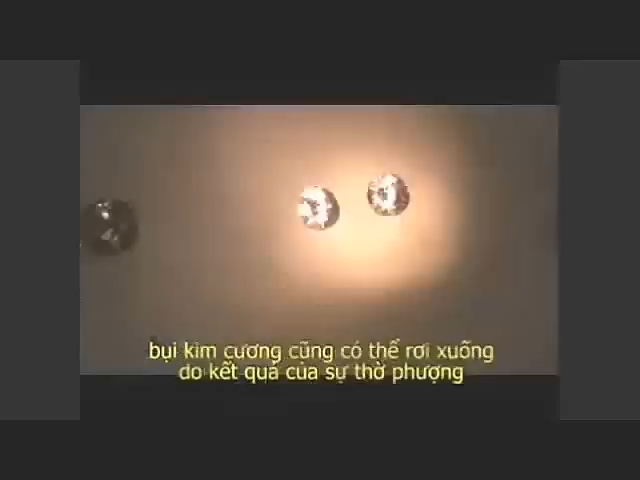 bụi kim cương cũng có thể rơi xuống
do kết quả của sự thờ phượng